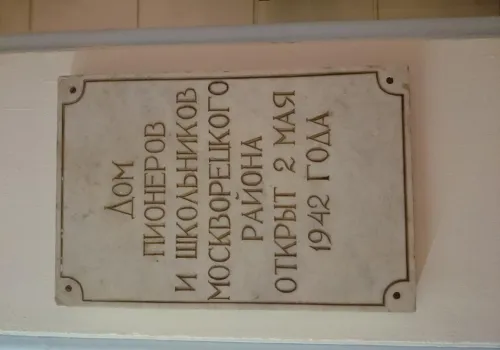 ДОМ
ПИОНЕРОВ
И ШКОЛЬНИКОВ
МОСКВОРЕЦКОГО
РАЙОНА
ОТКРЫТ 2 МАЯ
1942 ГОДА